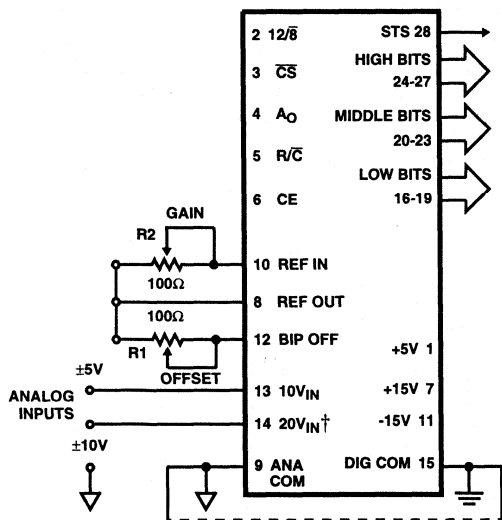 2 12/8̅
STS 28
HIGH BITS
3 C̅S̅
24-27
4 AO
MIDDLE BITS
20-23
5 R/C̅
LOW BITS
6 CE
16-19
GAIN
R2
10 REF IN
100Ω
8 REF OUT
100Ω
12 BIP OFF
R1
+5V 1
OFFSET
±5V
13 10VIN
+15V 7
ANALOG
INPUTS
14 20VIN†
-15V 11
±10V
9 ANA
COM
DIG COM 15